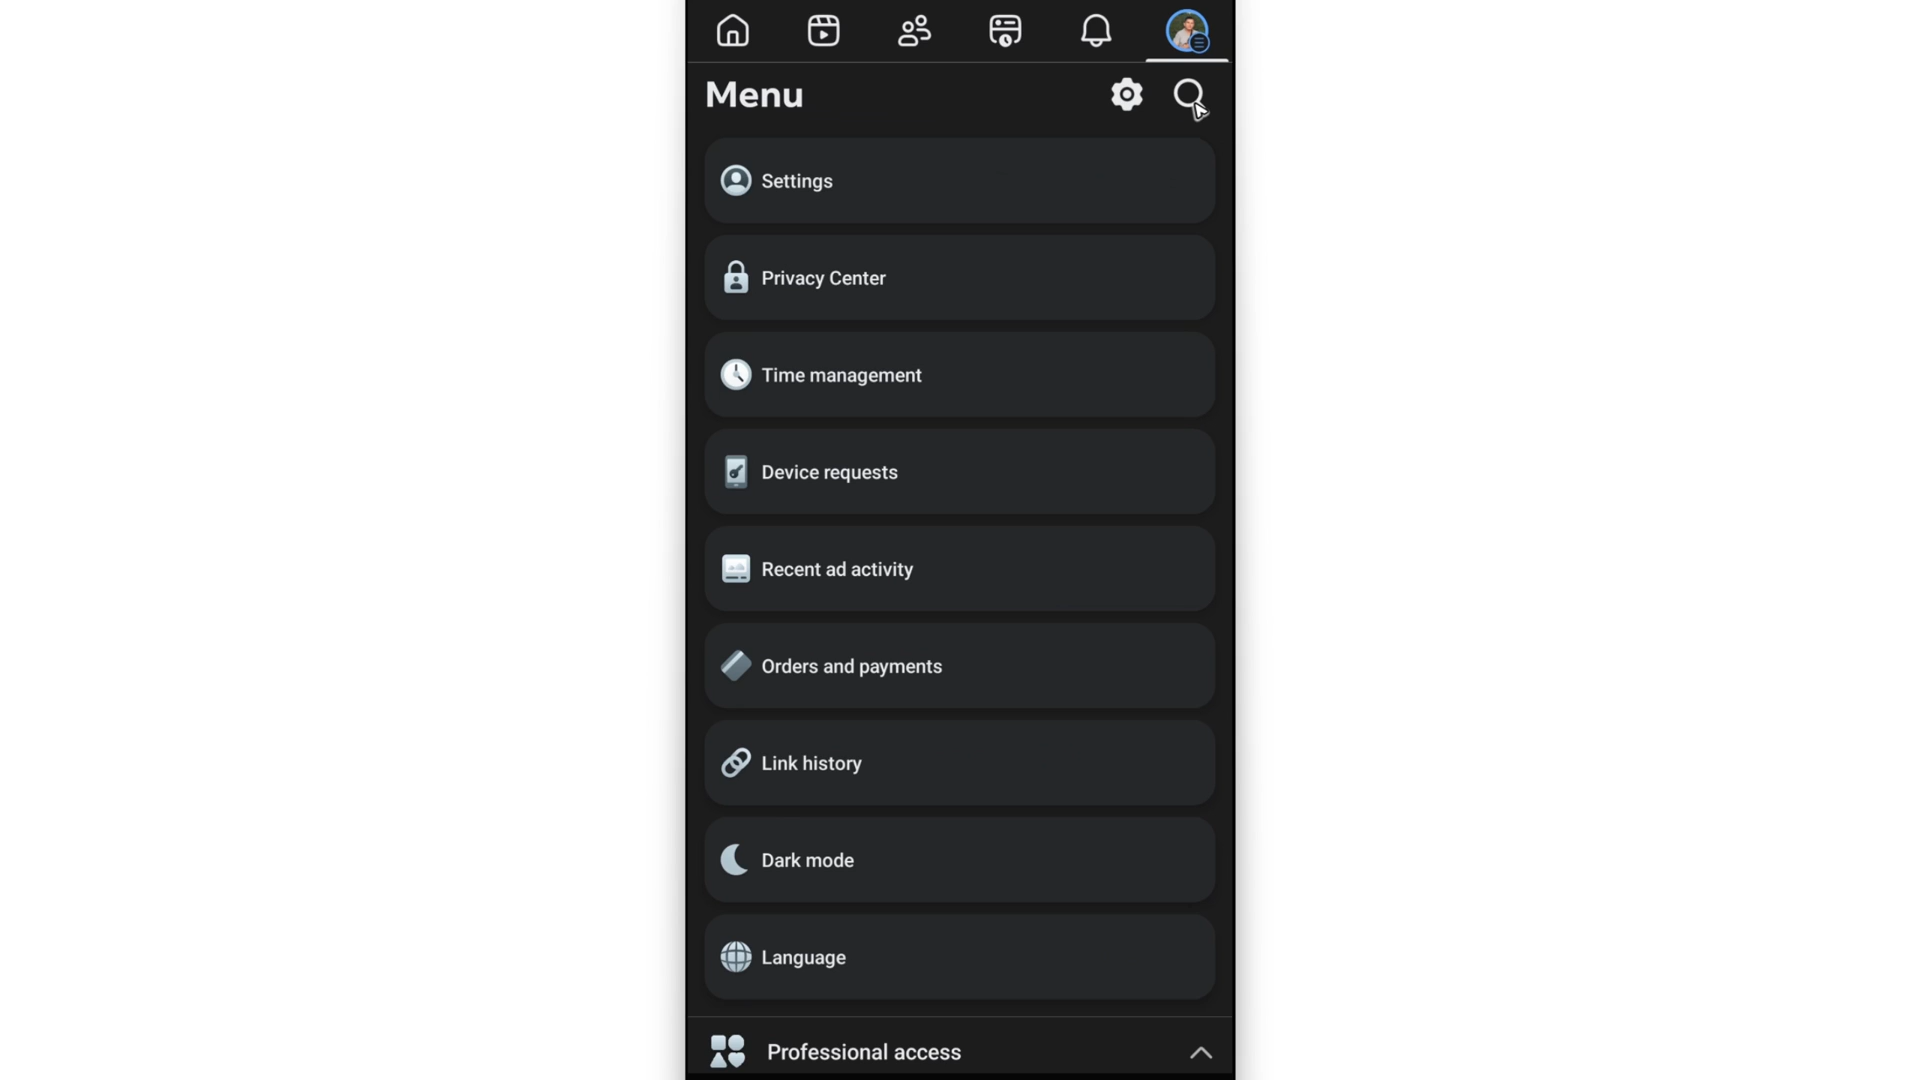 Menu
Settings
Privacy Center
Time management
Device requests
Recent ad activity
Orders and payments
Link history
Dark mode
Language
Professional access